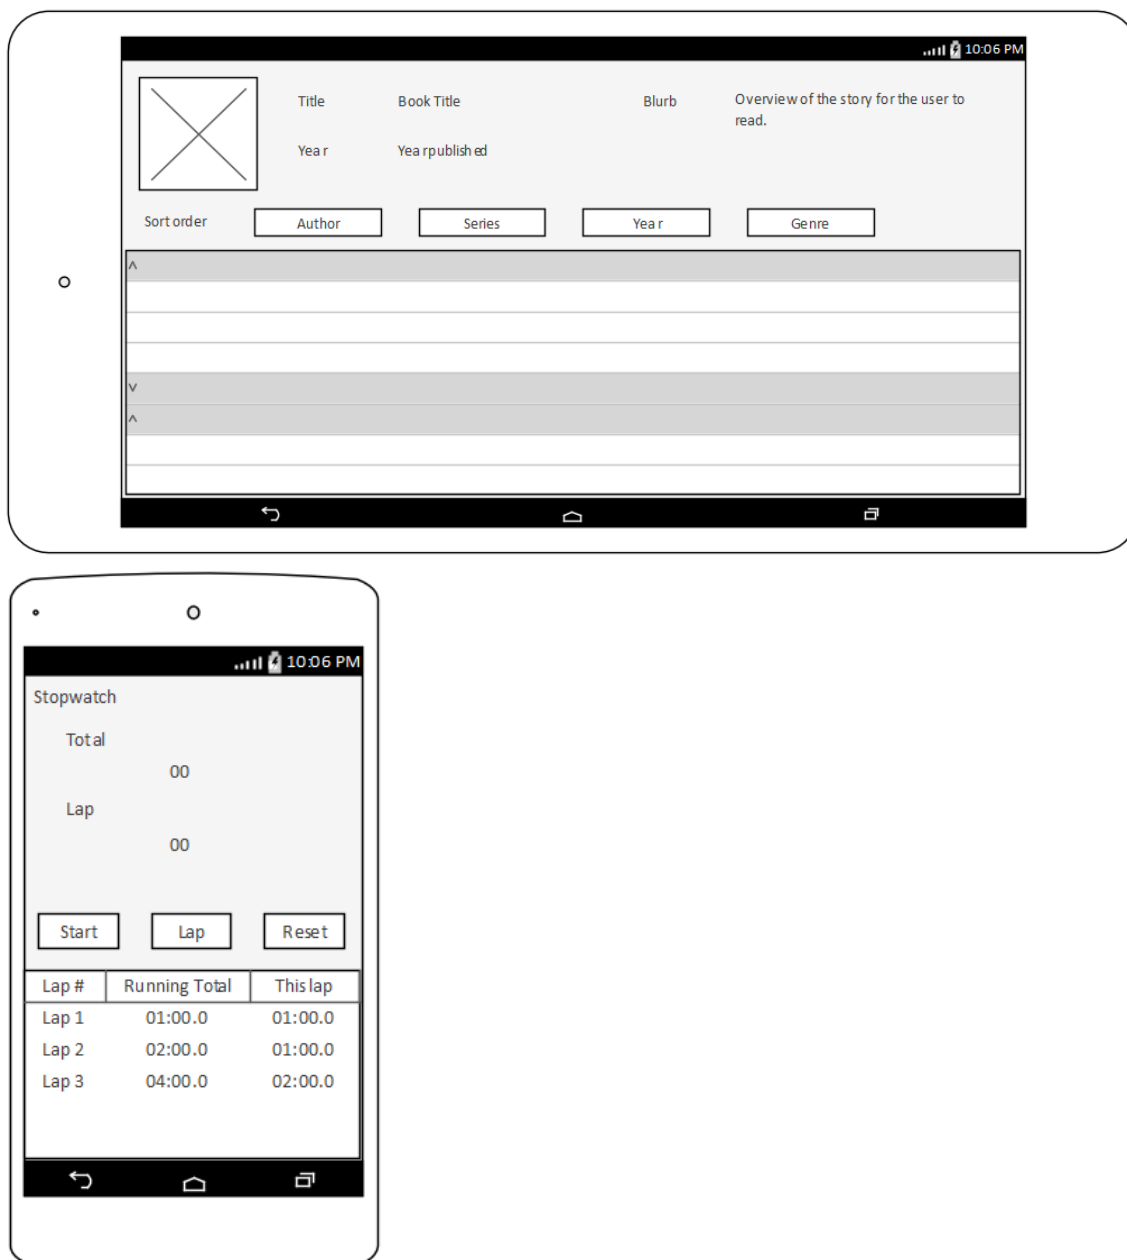 10:06 PM
Title Book Title Blurb Overview of the story for the user to
read.
Year Year published
Sort order Author Series Year Genre
^
v
^
10:06 PM
Stopwatch
Total
00
Lap
00
Start Lap Reset
Lap # Running Total This lap
Lap 1 01:00.0 01:00.0
Lap 2 02:00.0 01:00.0
Lap 3 04:00.0 02:00.0